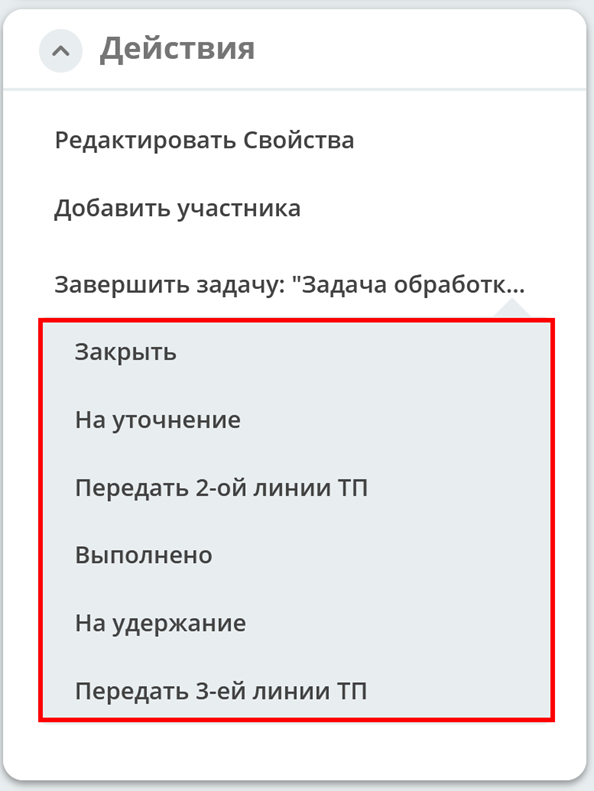 Действия
Редактировать Свойства
Добавить участника
Завершить задачу: "Задача обработк...
Закрыть
На уточнение
Передать 2-ой линии ТП
Выполнено
На удержание
Передать 3-ей линии ТП